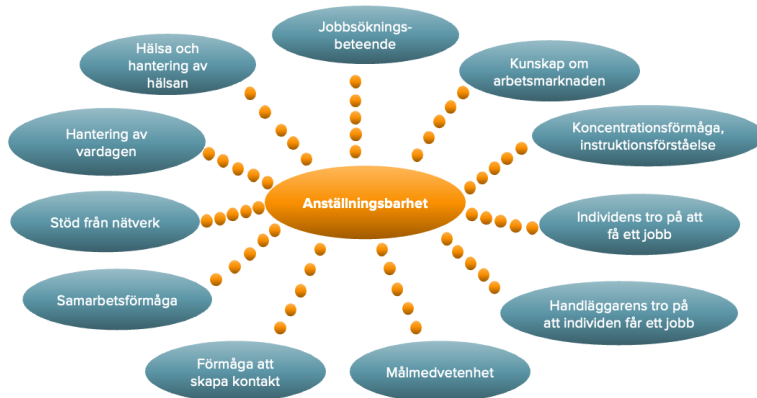 Jobbsöknings-
beteende
Hälsa och
hantering av
hälsan
Kunskap om
arbetsmarknaden
Hantering av
vardagen
Koncentrationsförmåga,
instruktionsförståelse
Anställningsbarhet
Stöd från nätverk
Individens tro på att
få ett jobb
Samarbetsförmåga
Handläggarens tro på
att individen får ett jobb
Förmåga att
skapa kontakt
Målmedvetenhet